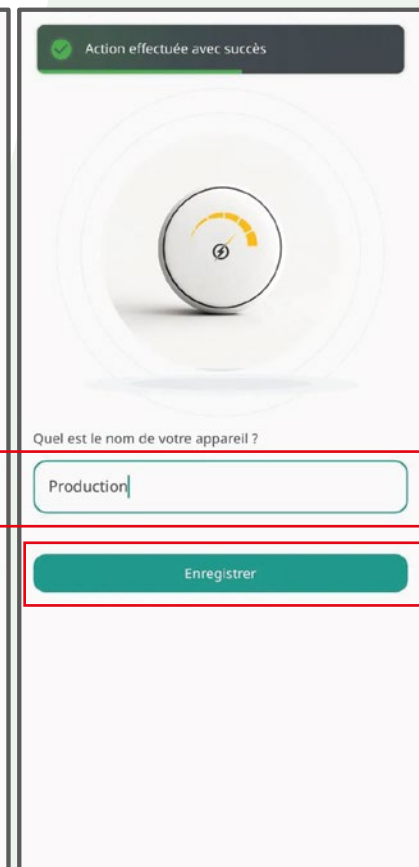 Action effectuée avec succès
Quel est le nom de votre appareil ?
Production
Enregistrer